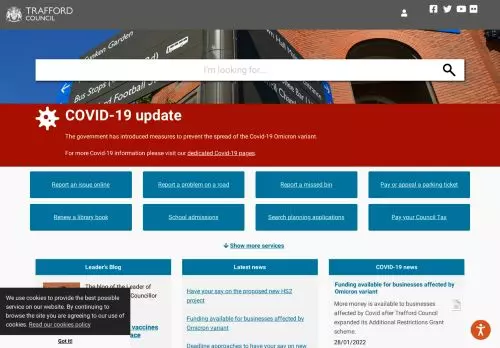 TRAFFORD
COUNCIL
Sunken Garden
Bus Stops
Football
I'm looking for...
COVID-19 update
The government has introduced measures to prevent the spread of the Covid-19 Omicron variant.
For more Covid-19 information please visit our dedicated Covid-19 pages.
Report an issue online
Report a problem on a road
Report a missed bin
Pay or appeal a parking ticket
Renew a library book
School admissions
Search planning applications
Pay your Council Tax
Show more services
Leader's Blog
The blog of the Leader of
Councillor
vaccines
Latest news
Have your say on the proposed new HS2
project
Funding available for businesses affected by
Omicron variant
Deadline approaches to have your say on new
COVID-19 news
Funding available for businesses affected by
Omicron variant
More money is available to businesses
affected by Covid after Trafford Council
expanded its Additional Restrictions Grant
scheme.
28/01/2022
We use cookies to provide the best possible
service on our website. By continuing to
browse the site you are agreeing to our use of
cookies. Read our cookies policy
Got it!